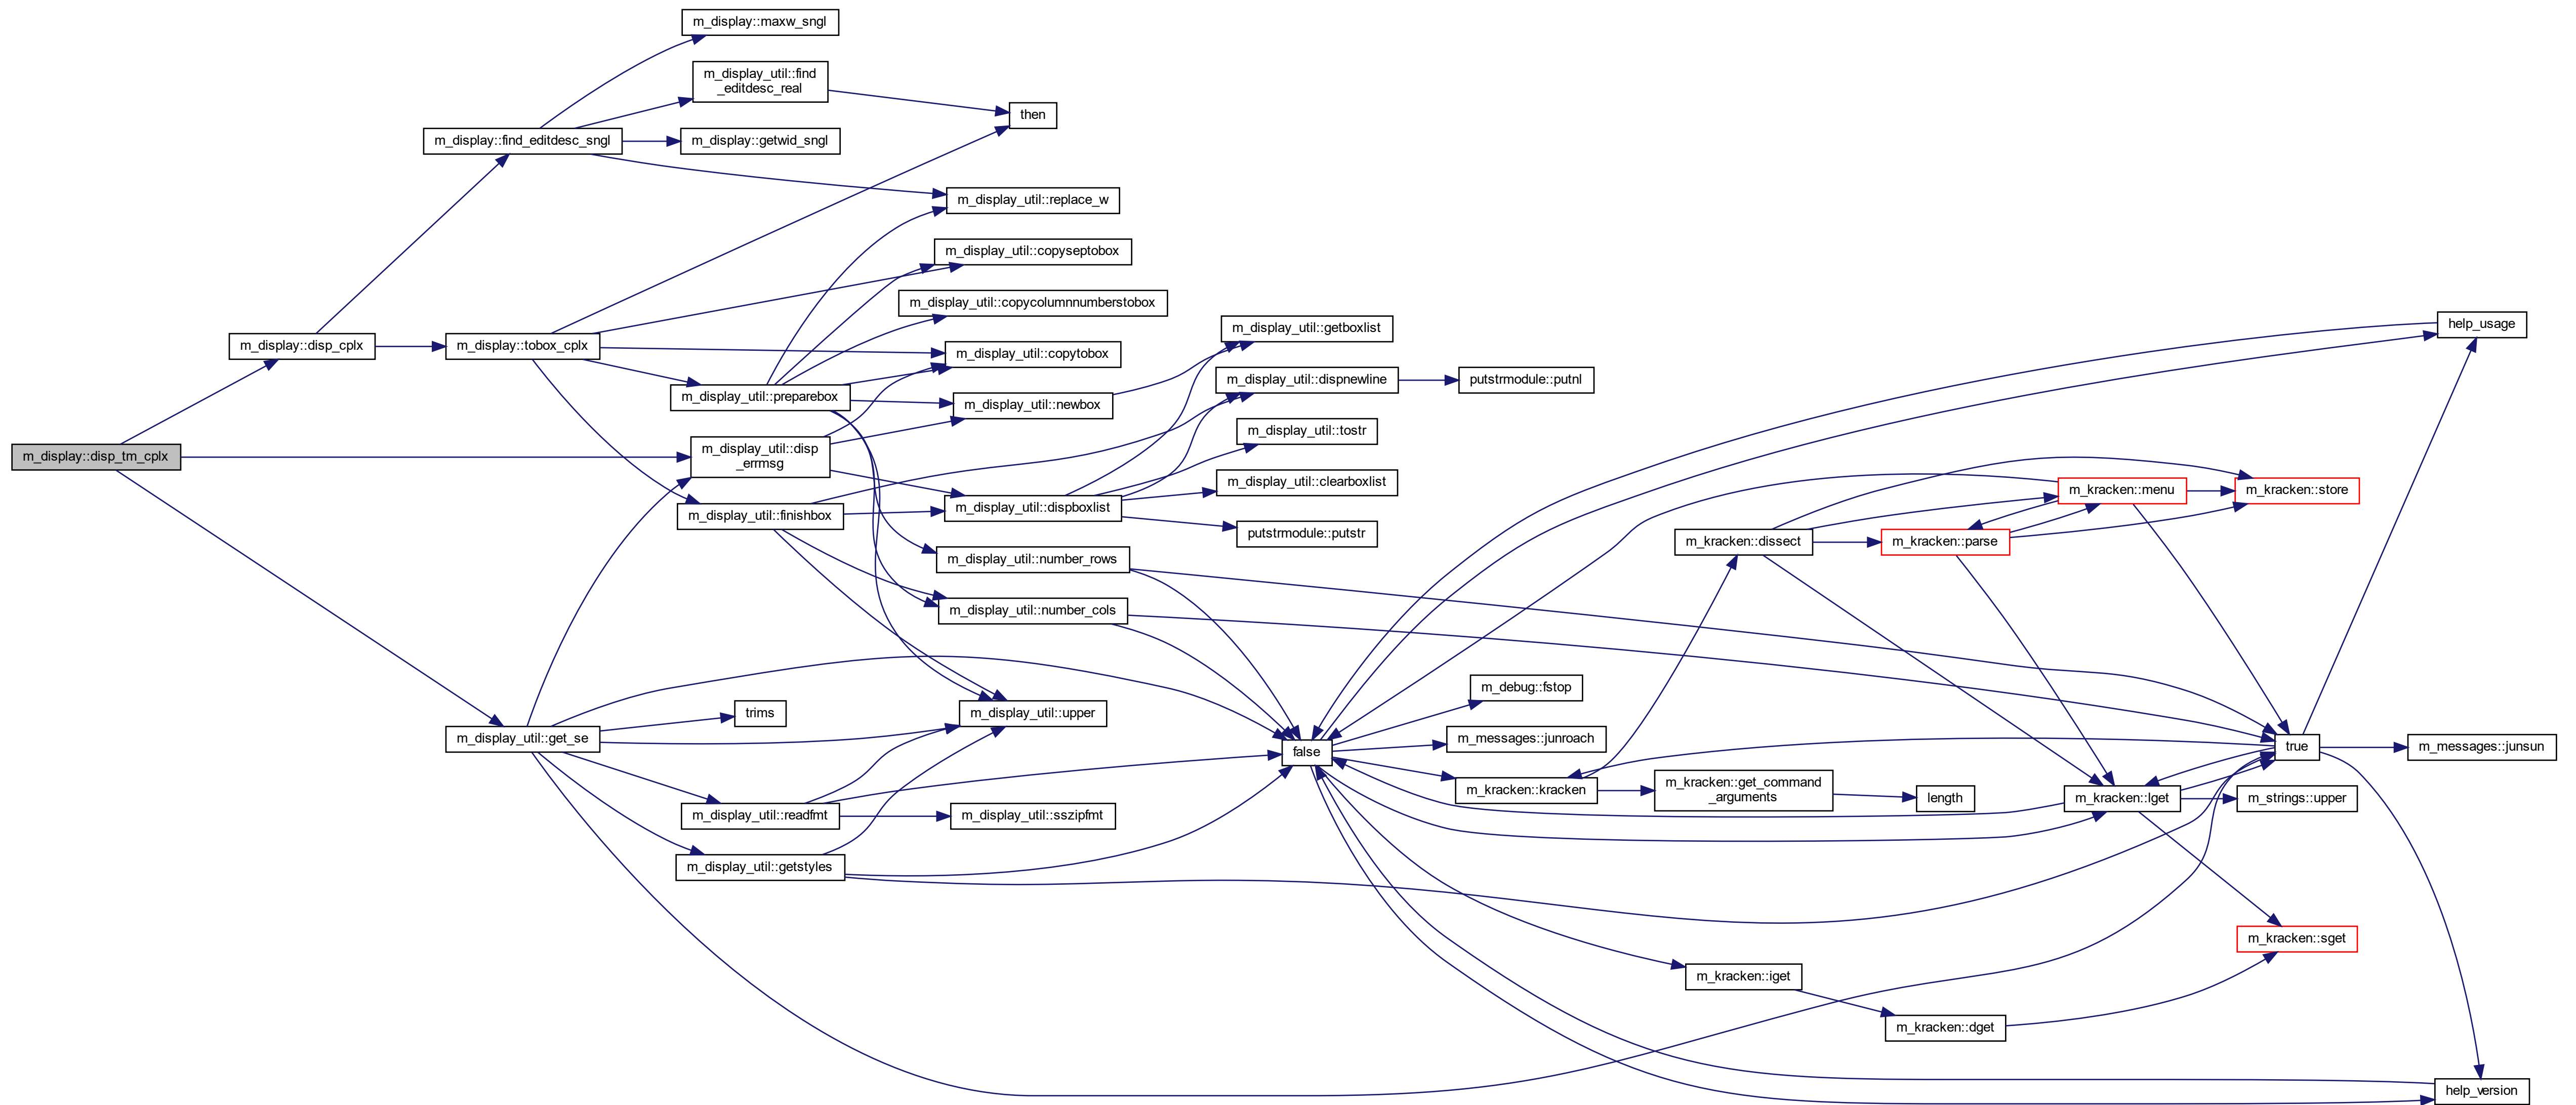 m_display::maxw_sngl
m_display_util::find
_editdesc_real
then
m_display::find_editdesc_sngl
m_display::getwid_sngl
m_display_util::replace_w
m_display_util::copyseptobox
m_display_util::copycolumnnumberstobox
m_display_util::getboxlist
help_usage
m_display::disp_cplx
m_display::tobox_cplx
m_display_util::copytobox
m_display_util::dispnewline
putstrmodule::putnl
m_display_util::preparebox
m_display_util::newbox
m_display_util::tostr
m_display::disp_tm_cplx
m_display_util::disp
_errmsg
m_display_util::clearboxlist
m_kracken::menu
m_kracken::store
m_display_util::finishbox
m_display_util::dispboxlist
putstrmodule::putstr
m_kracken::dissect
m_kracken::parse
m_display_util::number_rows
m_display_util::number_cols
m_debug::fstop
trims
m_display_util::upper
m_display_util::get_se
m_messages::junroach
false
true
m_messages::junsun
m_kracken::kracken
m_kracken::get_command
_arguments
length
m_kracken::lget
m_strings::upper
m_display_util::readfmt
m_display_util::sszipfmt
m_display_util::getstyles
m_kracken::sget
m_kracken::iget
m_kracken::dget
help_version